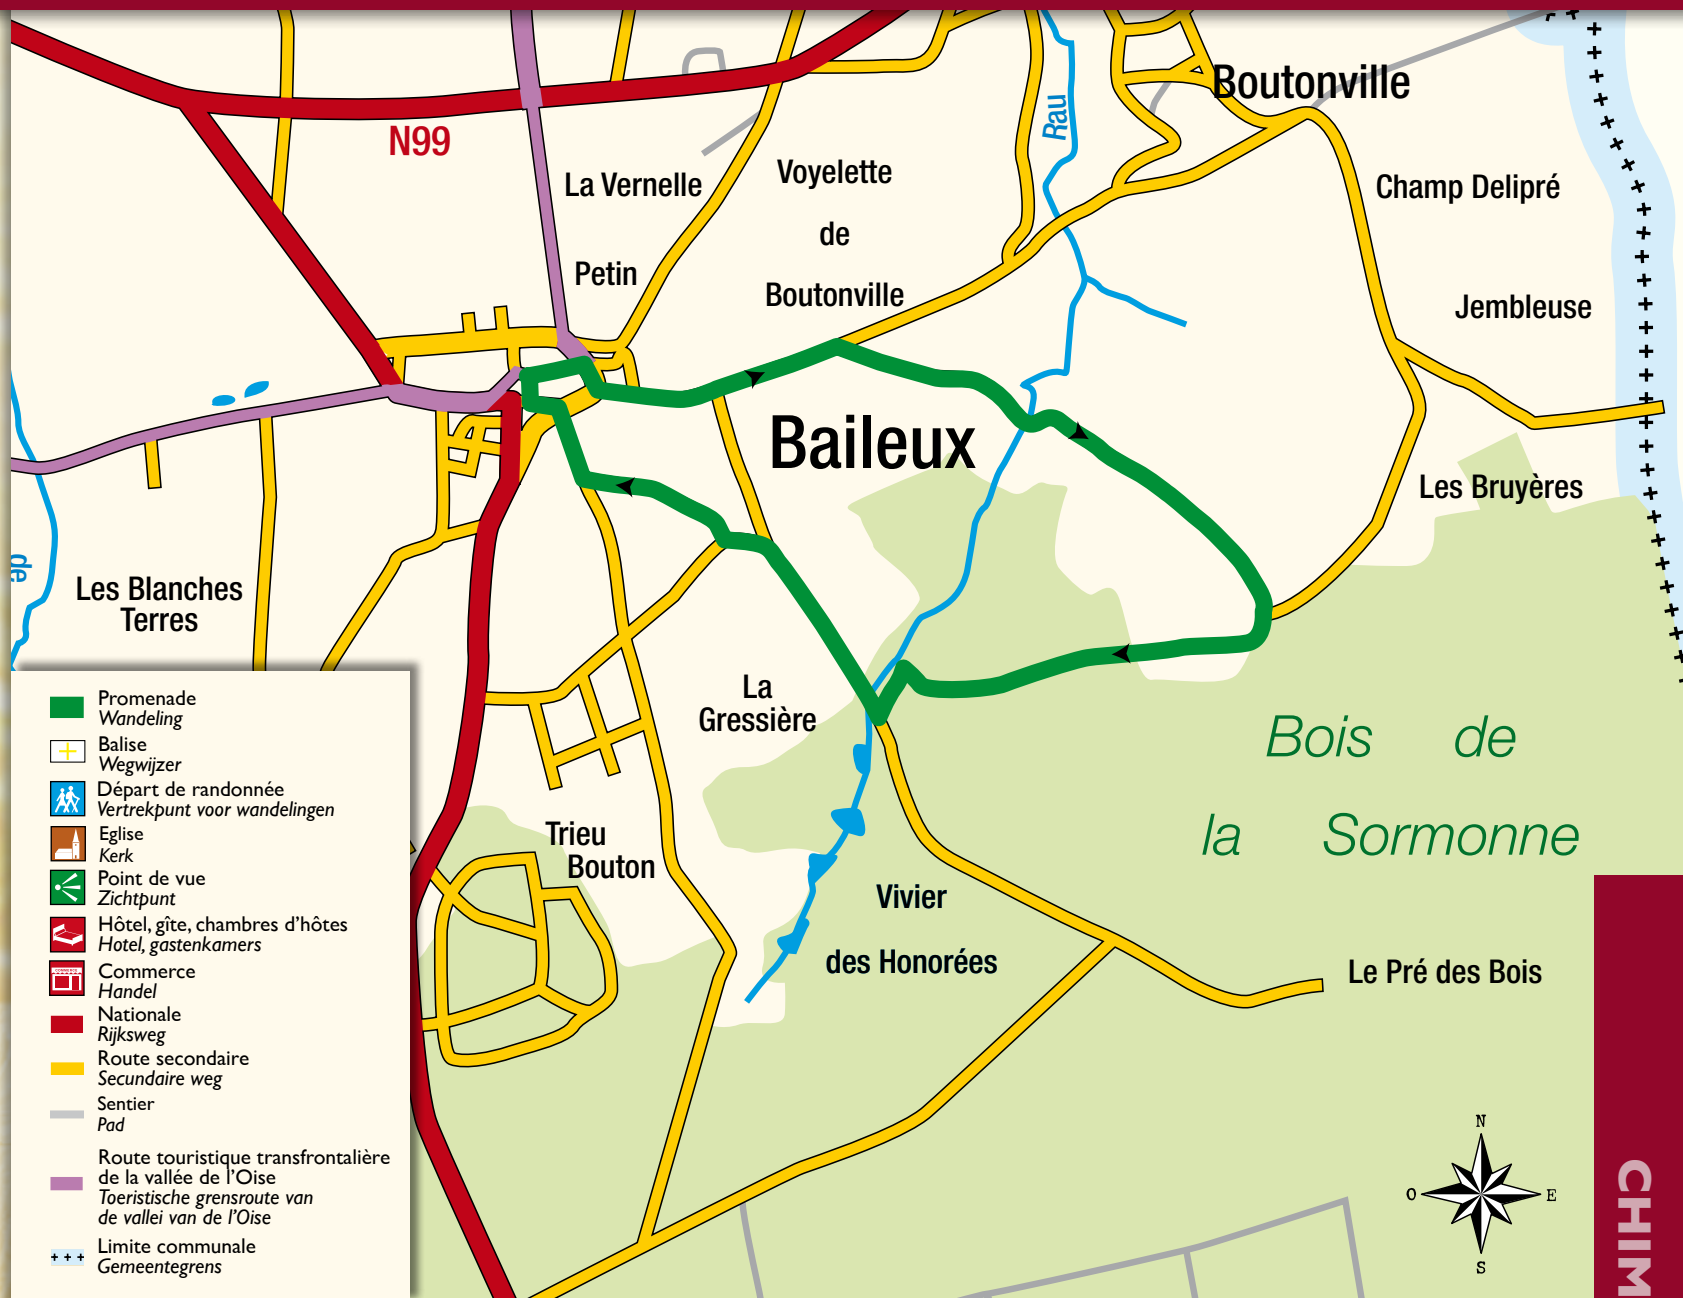 Boutonville
Rau
N99
La Vernelle
Voyelette
de
Boutonville
Petin
Champ Delipré
Jembleuse
Baileux
Les Bruyères
de
Les Blanches
Terres
La
Gressière
Bois de
la Sormonne
Trieu
Bouton
Vivier
des Honorées
Le Pré des Bois
Promenade
Wandeling
Balise
Wegwijzer
Départ de randonnée
Vertrekpunt voor wandelingen
Eglise
Kerk
Point de vue
Zichtpunt
Hôtel, gîte, chambres d'hôtes
Hotel, gastenkamers
COMMERCE
Commerce
Handel
Nationale
Rijksweg
Route secondaire
Secundaire weg
Sentier
Pad
Route touristique transfrontalière
de la vallée de l'Oise
Toeristische grensroute van
de vallei van de l'Oise
Limite communale
Gemeentegrens
N
O E
S
CHIM